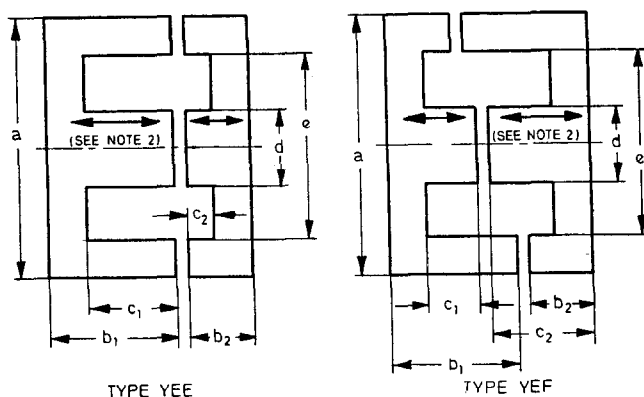 a
(SEE NOTE 2)
d
e
c₂
c₁
b₁
b₂
TYPE YEE
a
(SEE NOTE 2)
d
e
c₁
b₂
c₂
b₁
TYPE YEF